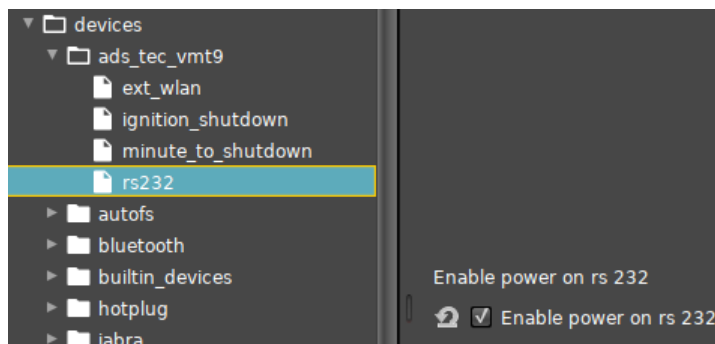 devices
ads_tec_vmt9
ext_wlan
ignition_shutdown
minute_to_shutdown
rs232
autofs
bluetooth
builtin_devices
hotplug
jabra
Enable power on rs 232
Enable power on rs 232